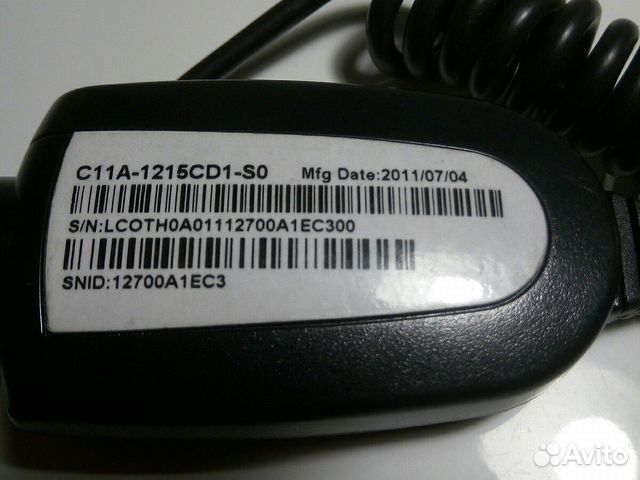 C11A-1215CD1-S0 Mfg Date:2011/07/04
S/N:LCOTH0A01112700A1EC300
SNID:12700A1EC3
Avito